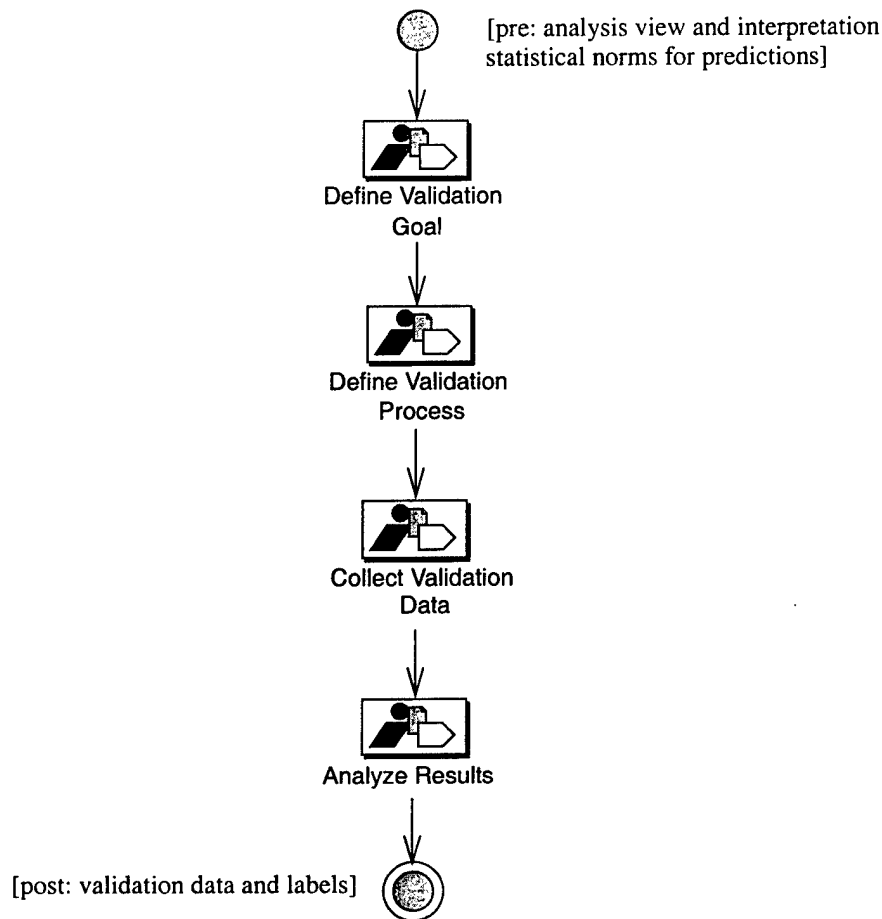 [pre: analysis view and interpretation
statistical norms for predictions]
Define Validation
Goal
Define Validation
Process
Collect Validation
Data
Analyze Results
[post: validation data and labels]